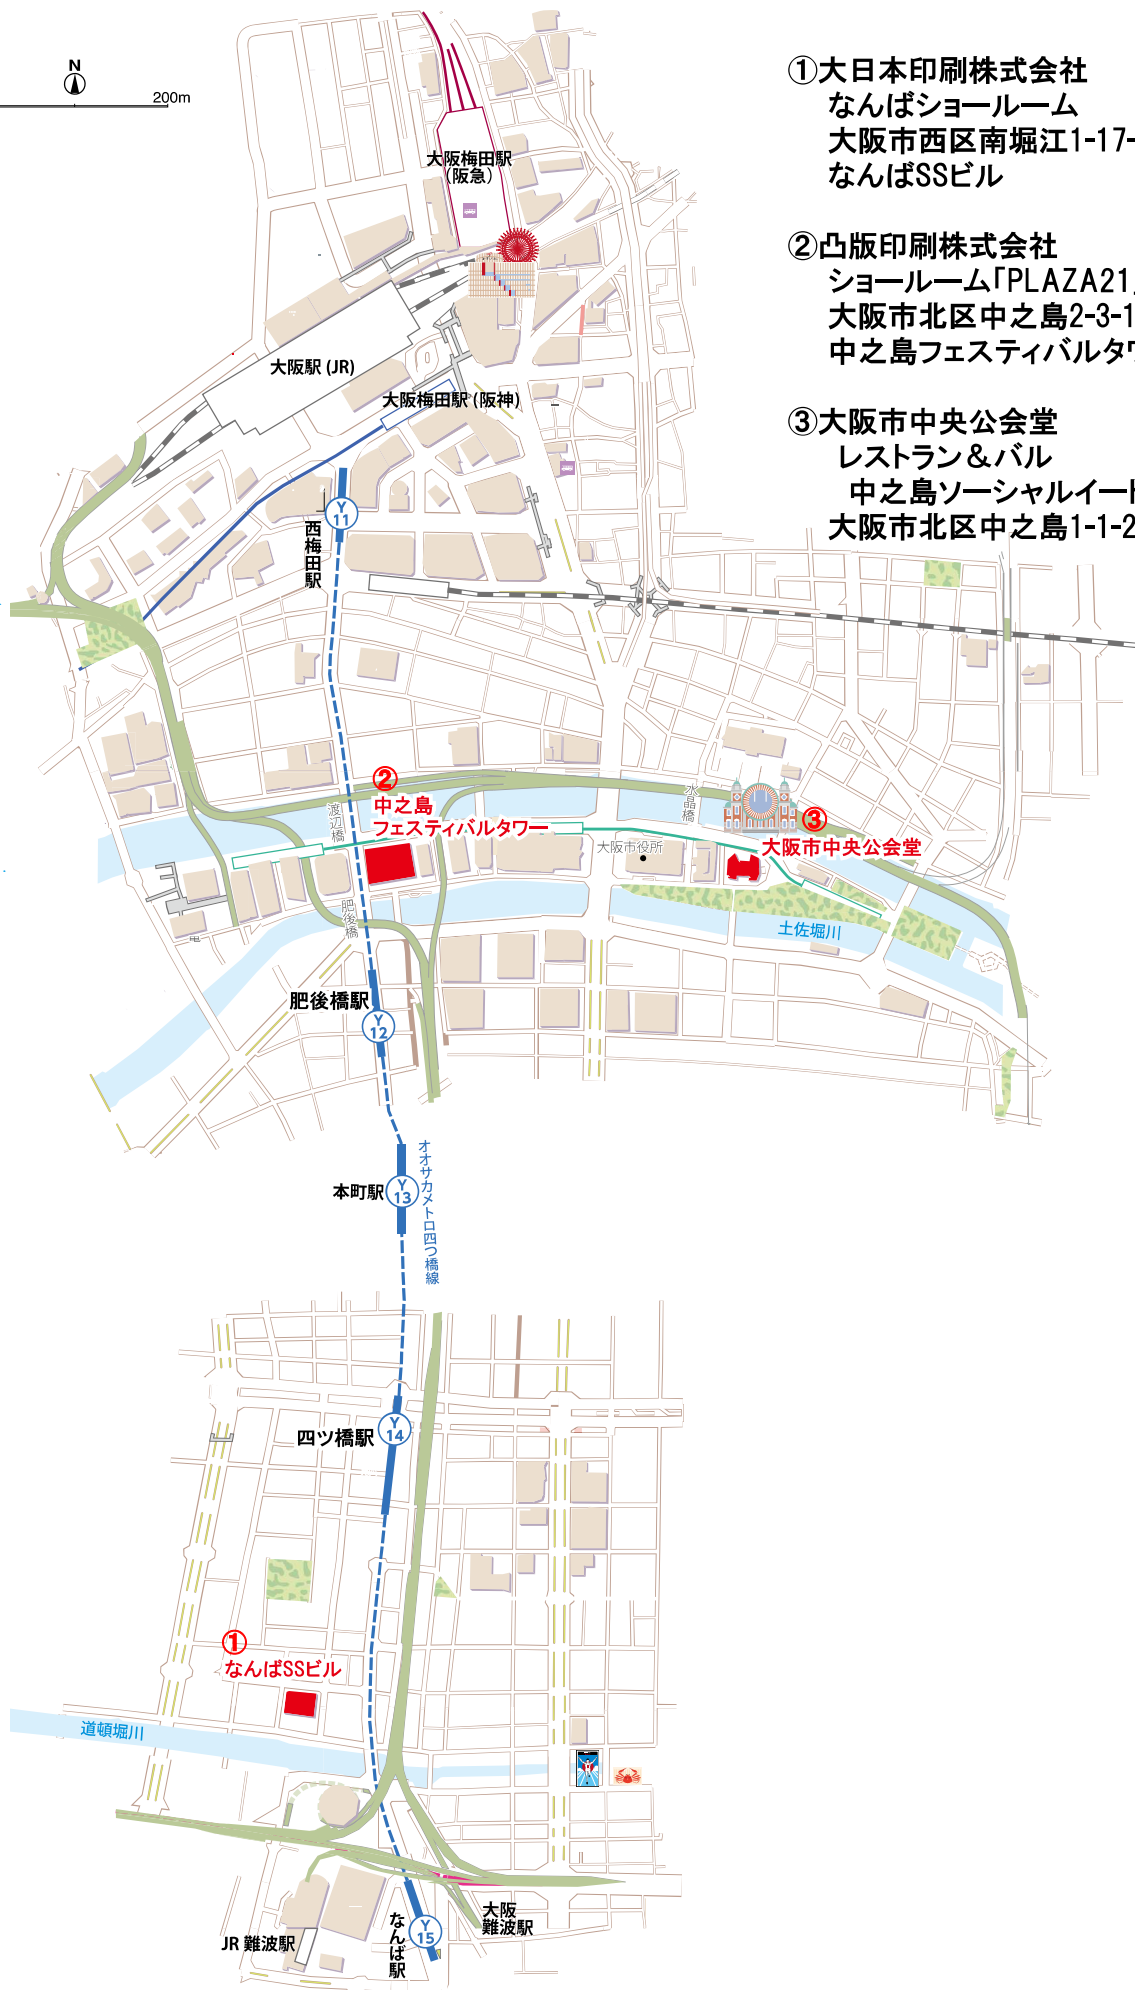 N
200m
①大日本印刷株式会社
なんばショールーム
大阪市西区南堀江1-17-
なんばSSビル
②凸版印刷株式会社
ショールーム「PLAZA21」
大阪市北区中之島2-3-1
中之島フェスティバルタワ
③大阪市中央公会堂
レストラン＆バル
中之島ソーシャルイート
大阪市北区中之島1-1-2
大阪梅田駅
（阪急）
大阪駅 (JR)
大阪梅田駅 (阪神)
Y
11
西梅田駅
②
中之島
フェスティバルタワー
渡辺橋
水晶橋
③
大阪市中央公会堂
大阪市役所
肥後橋
土佐堀川
肥後橋駅
Y
12
本町駅
Y
13
オオサカメトロ四つ橋線
四ツ橋駅
Y
14
①
なんばSSビル
道頓堀川
大阪
難波駅
JR 難波駅
なんば駅
Y
15